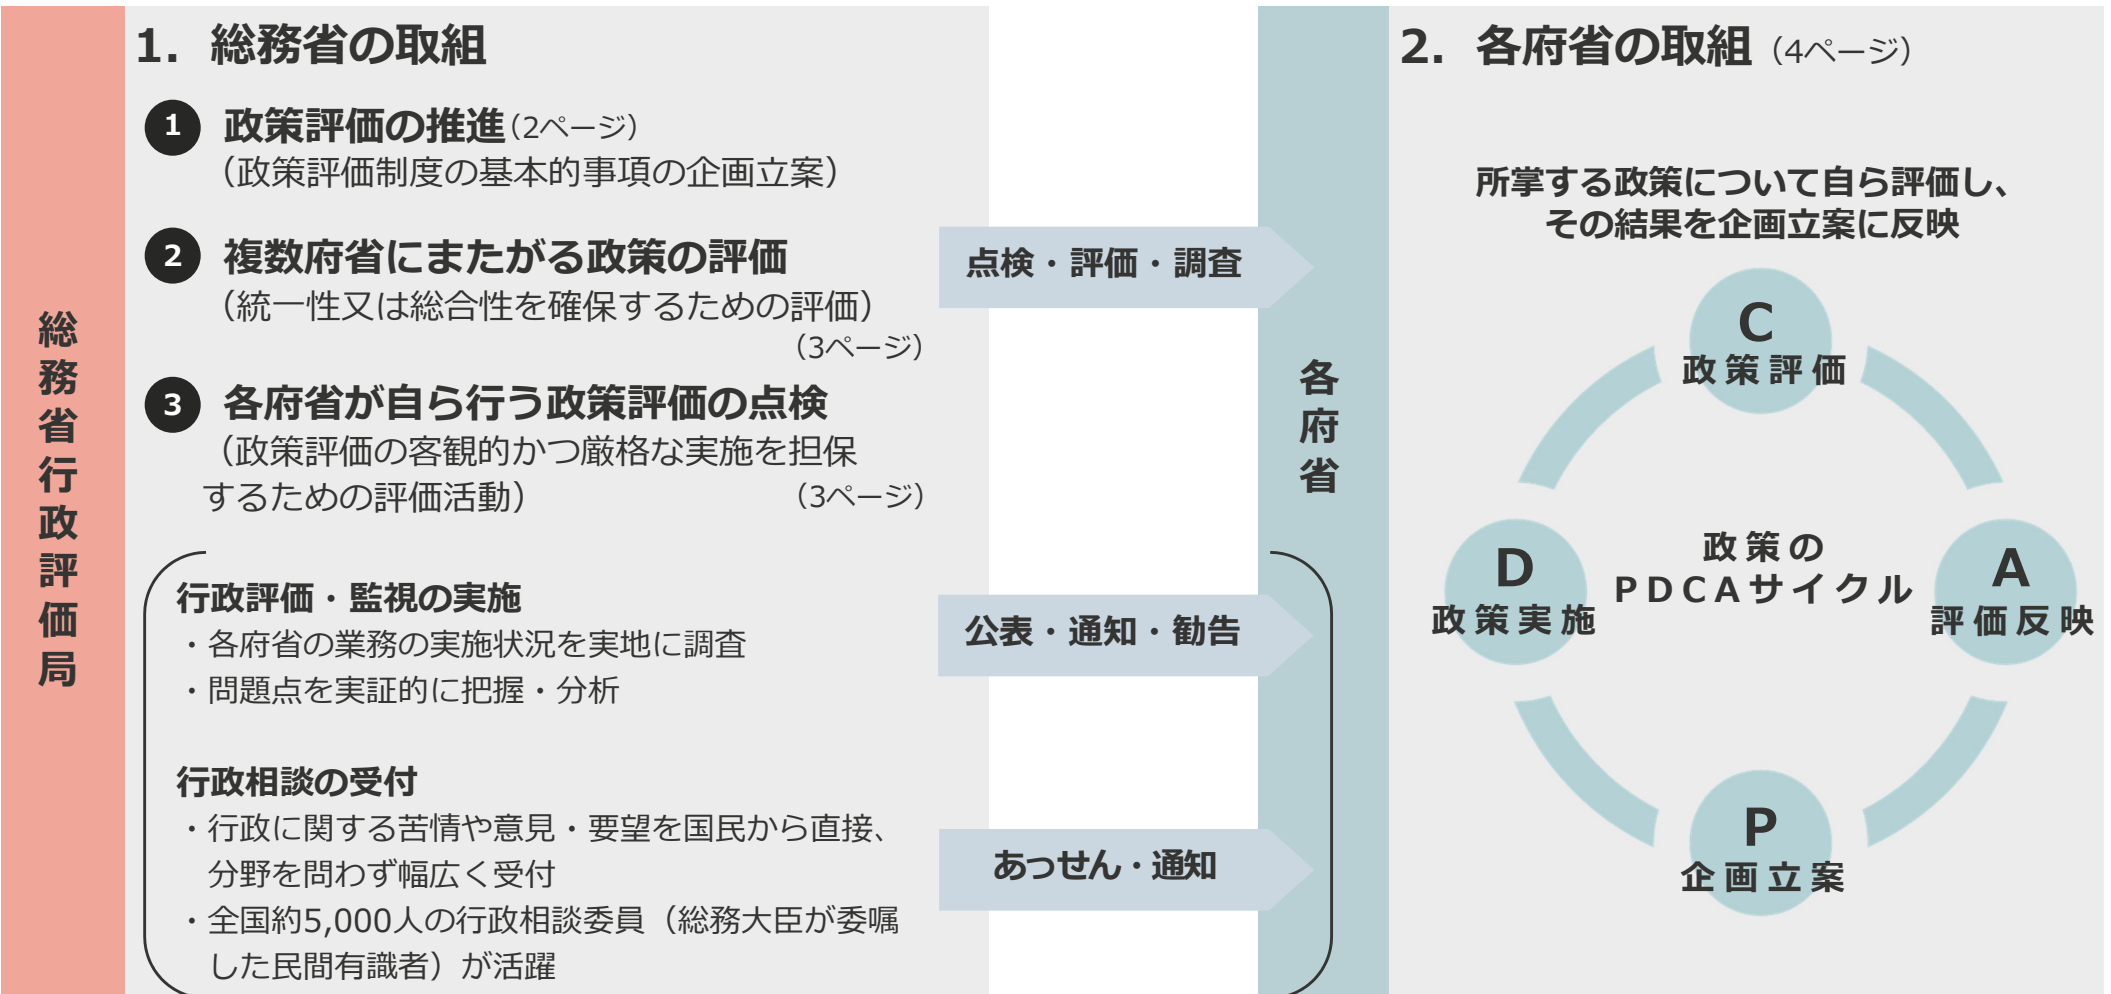 総務省行政評価局
1. 総務省の取組
1 政策評価の推進（2ページ）
（政策評価制度の基本的事項の企画立案）
2 複数府省にまたがる政策の評価
（統一性又は総合性を確保するための評価）
（3ページ）
3 各府省が自ら行う政策評価の点検
（政策評価の客観的かつ厳格な実施を担保
するための評価活動）　（3ページ）
行政評価・監視の実施
・各府省の業務の実施状況を実地に調査
・問題点を実証的に把握・分析
行政相談の受付
・行政に関する苦情や意見・要望を国民から直接、
分野を問わず幅広く受付
・全国約5,000人の行政相談委員（総務大臣が委嘱
した民間有識者）が活躍
点検・評価・調査
公表・通知・勧告
あっせん・通知
各府省
2. 各府省の取組（4ページ）
所掌する政策について自ら評価し、
その結果を企画立案に反映
C
政策評価
D
政策実施
政策の
PDCAサイクル
A
評価反映
P
企画立案